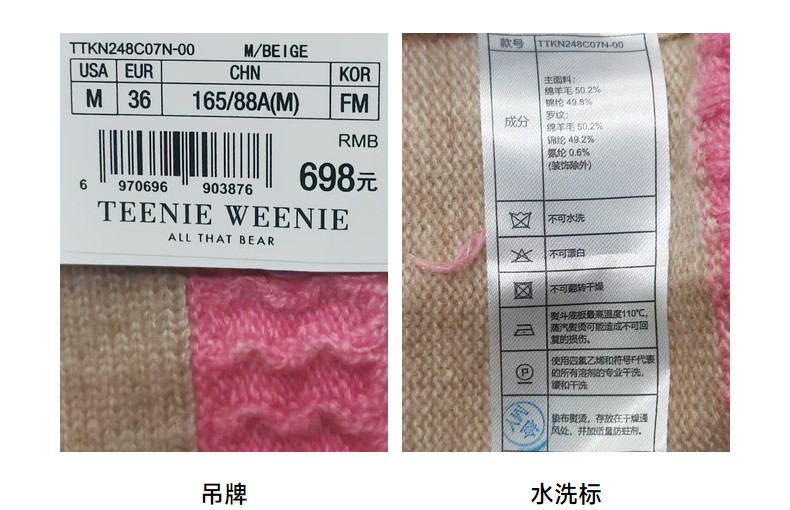 TTKN248C07N-00 M/BEIGE
USA EUR CHN KOR
M 36 165/88A(M) FM
RMB
6 970696 903876
698元
TEENIE WEENIE
ALL THAT BEAR
吊牌
款号 TTKN248C07N-00
成分
主面料:
绵羊毛 50.2%
锦纶 49.8%
罗纹:
绵羊毛 50.2%
锦纶 49.2%
氨纶 0.6%
(装饰除外)
不可水洗
不可漂白
不可翻转干燥
熨斗底板最高温度110℃,
蒸汽熨烫可能造成不可回
复的损伤。
P
使用四氯乙烯和符号F代表
的所有溶剂的专业干洗,
缓和干洗
垫布熨烫，存放在干燥通
风处，并加适量防蛀剂。
水洗标